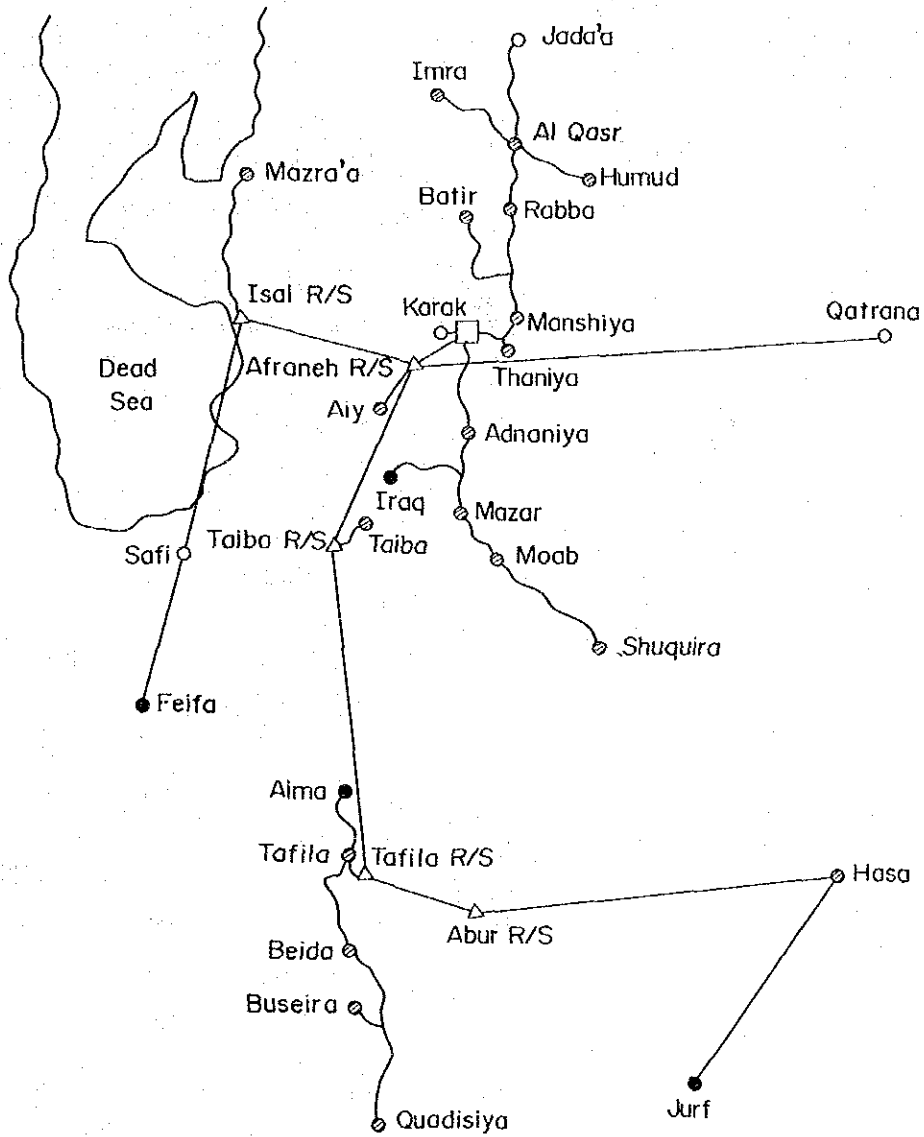 Jada'a
Imra
Al Qasr
Humud
Mazra'a
Batir
Rabba
Isal R/S
Karak
Manshiya
Qatrana
Dead
Sea
Afraneh R/S
Thaniya
Aiy
Adnaniya
Iraq
Mazar
Taiba R/S
Taiba
Safi
Moab
Shuquira
Feifa
Aima
Tafila
Tafila R/S
Hasa
Abur R/S
Beida
Buseira
Jurf
Quadisiya